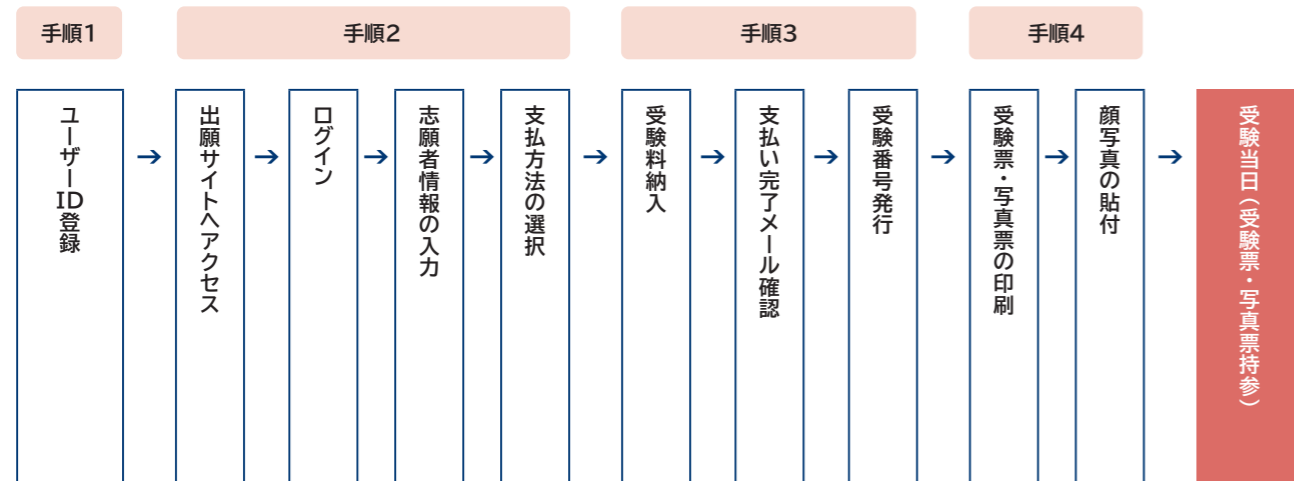 手順1
手順2
手順3
手順4
ユーザーID登録
→
出願サイトへアクセス
→
ログイン
→
志願者情報の入力
→
支払方法の選択
→
受験料納入
→
支払い完了メール確認
→
受験番号発行
→
受験票・写真票の印刷
→
顔写真の貼付
→
受験当日(受験票・写真票持参)